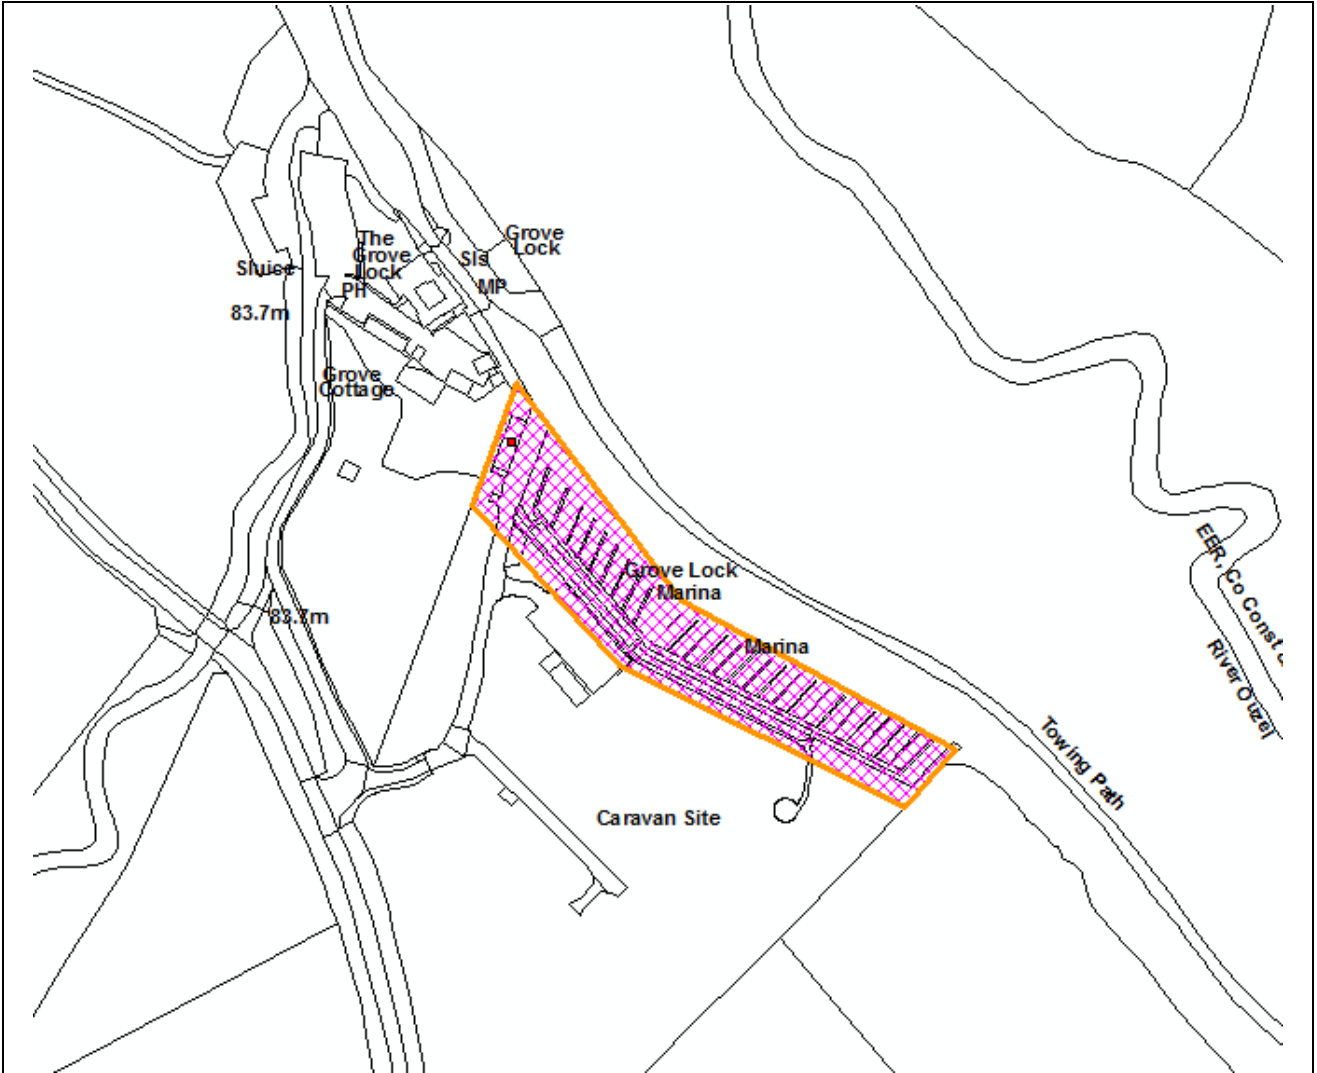 The
Grove
Lock
PH
Sls
MP
Grove
Lock
Sluice
83.7m
Grove
Cottage
Grove Lock
Marina
Marina
83.7m
Caravan Site
Towing Path
EER, Co Const &
River Ouzel